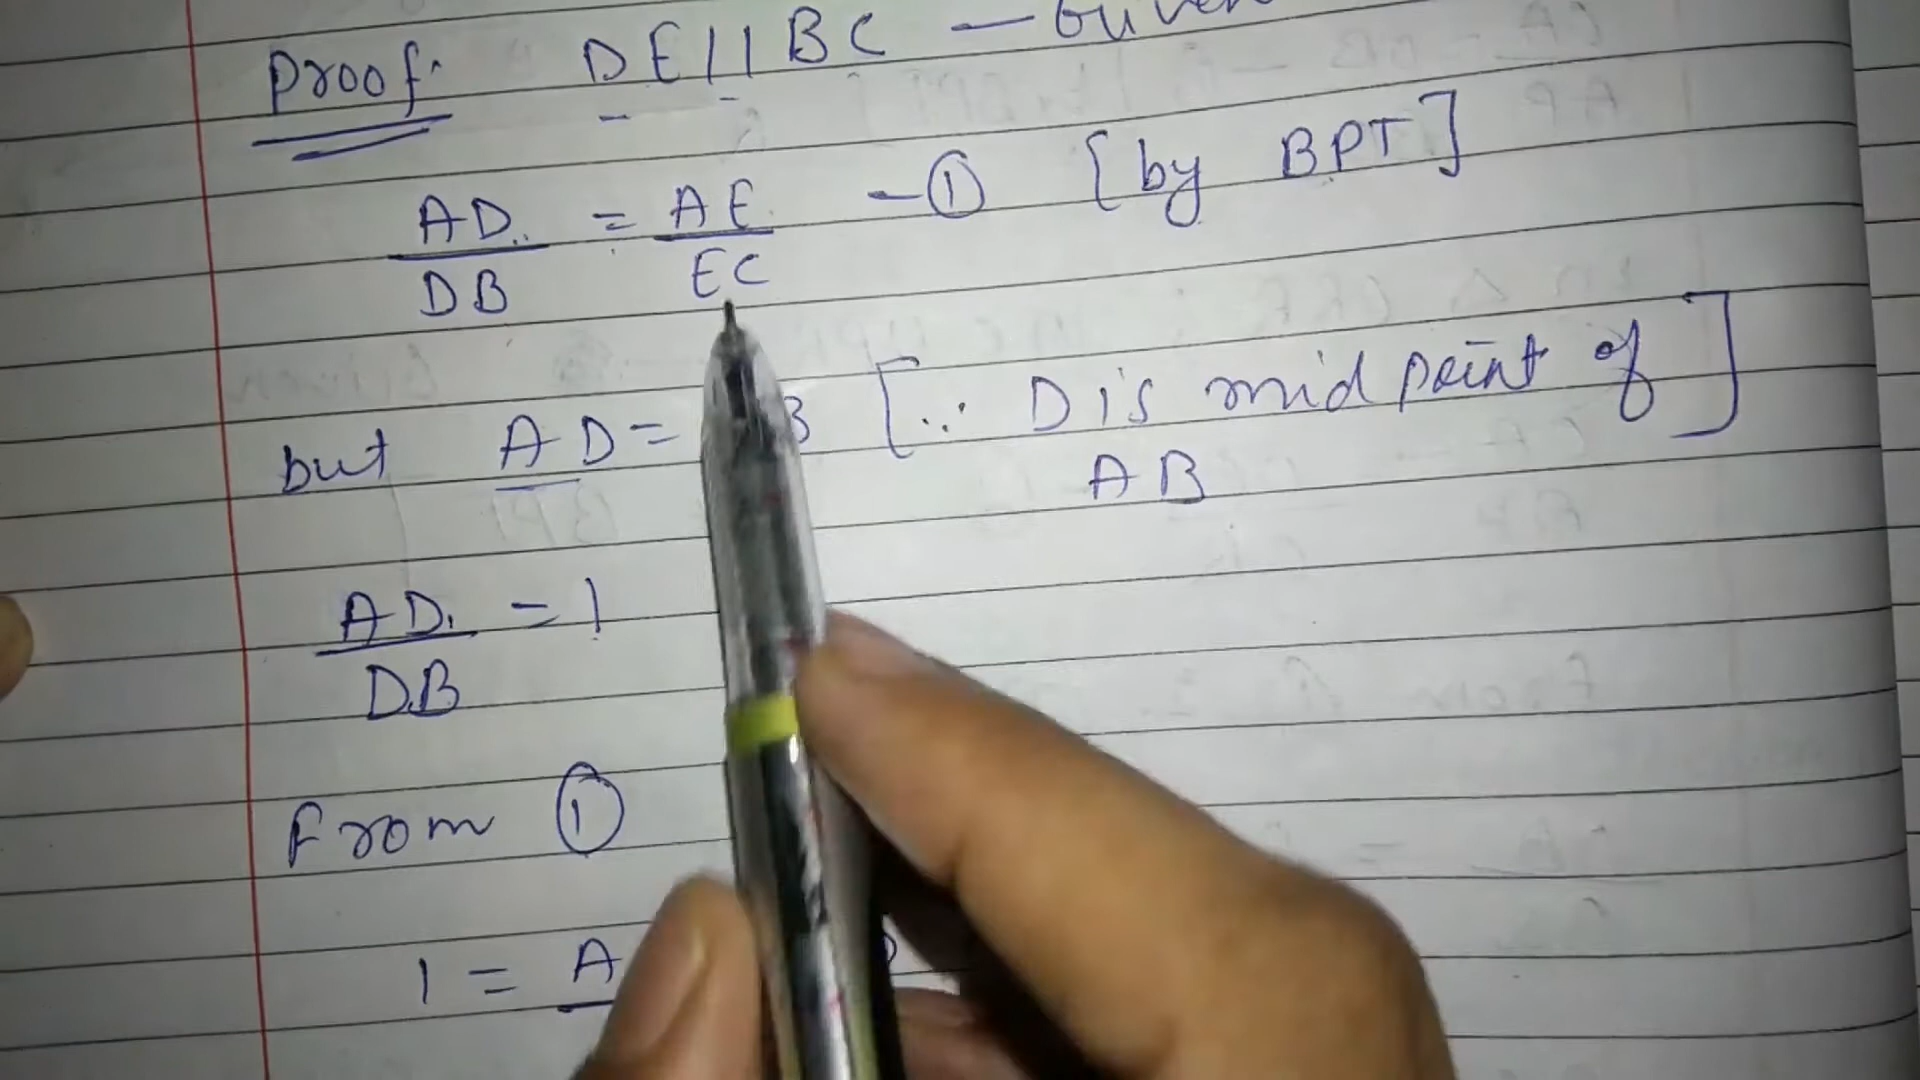 Proof: DE || BC — Given
AD/DB = AE/EC — ① [by BPT]
but AD = B [∵ D is mid point of]
AB
AD/DB = 1
From ①
1 = A